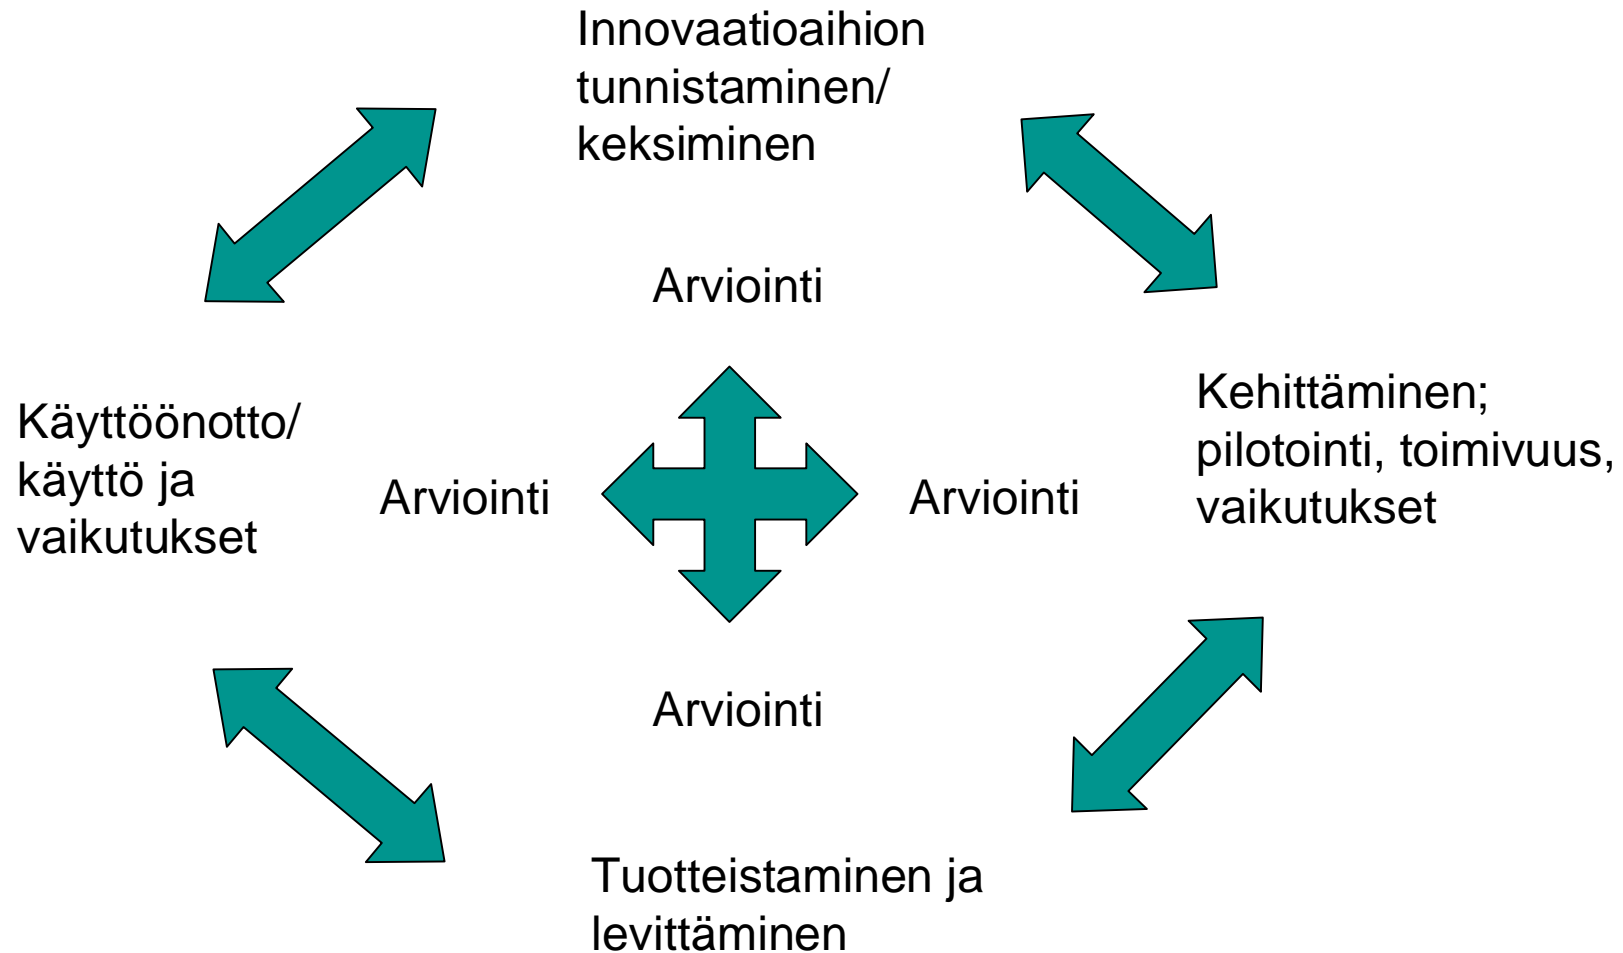 Innovaatioaihion
tunnistaminen/
keksiminen
Arviointi
Käyttöönotto/
käyttö ja
vaikutukset
Arviointi
Arviointi
Kehittäminen;
pilotointi, toimivuus,
vaikutukset
Arviointi
Tuotteistaminen ja
levittäminen